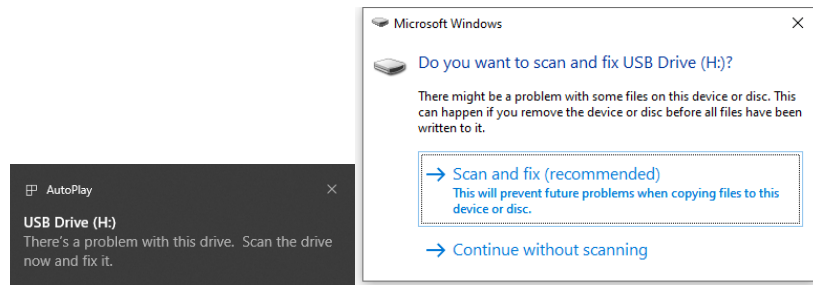 AutoPlay
USB Drive (H:)
There's a problem with this drive. Scan the drive
now and fix it.
Microsoft Windows
Do you want to scan and fix USB Drive (H:)?
There might be a problem with some files on this device or disc. This
can happen if you remove the device or disc before all files have been
written to it.
Scan and fix (recommended)
This will prevent future problems when copying files to this
device or disc.
Continue without scanning